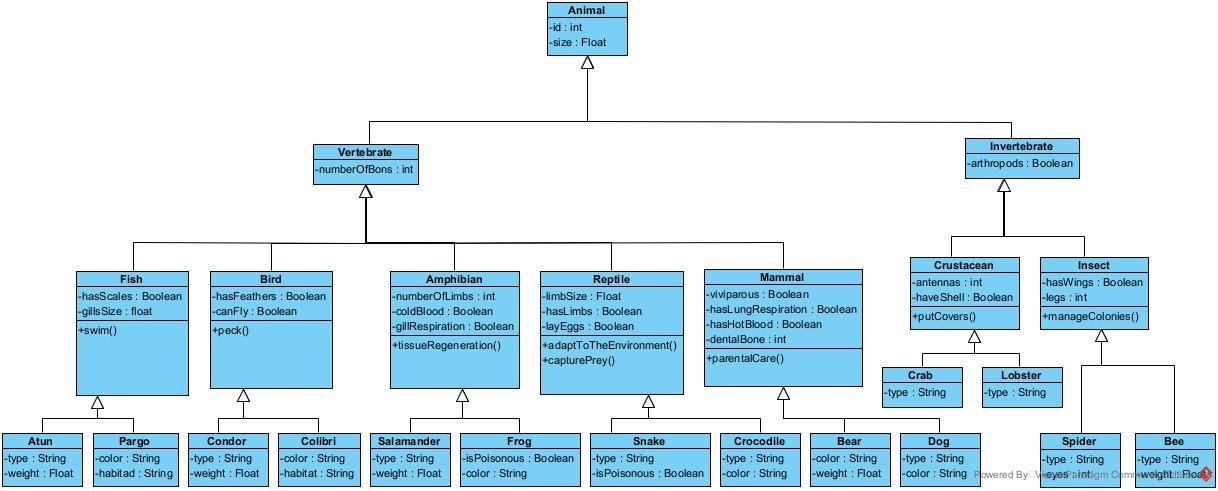 Animal
-id : int
-size : Float
Vertebrate
-numberOfBons : int
Invertebrate
-arthropods : Boolean
Fish
-hasScales : Boolean
-gillsSize : float
+swim()
Bird
-hasFeathers : Boolean
-canFly : Boolean
+peck()
Amphibian
-numberOfLimbs : int
-coldBlood : Boolean
-gillRespiration : Boolean
+tissueRegeneration()
Reptile
-limbSize : Float
-hasLimbs : Boolean
-layEggs : Boolean
+adaptToTheEnvironment()
+capturePrey()
Mammal
-viviparous : Boolean
-hasLungRespiration : Boolean
-hasHotBlood : Boolean
-dentalBone : int
+parentalCare()
Crustacean
-antennas : int
-haveShell : Boolean
+putCovers()
Insect
-hasWings : Boolean
-legs : int
+manageColonies()
Crab
-type : String
Lobster
-type : String
Atun
-type : String
-weight : Float
Pargo
-color : String
-habitad : String
Condor
-type : String
-weight : Float
Colibri
-color : String
-habitat : String
Salamander
-type : String
-weight : Float
Frog
-isPoisonous : Boolean
-color : String
Snake
-type : String
-isPoisonous : Boolean
Crocodile
-type : String
-color : String
Bear
-color : String
-weight : Float
Dog
-type : String
-color : String
Spider
-type : String
-eyes : int
Bee
-type : String
-weight : Float
Powered By Visual Paradigm Community Edition